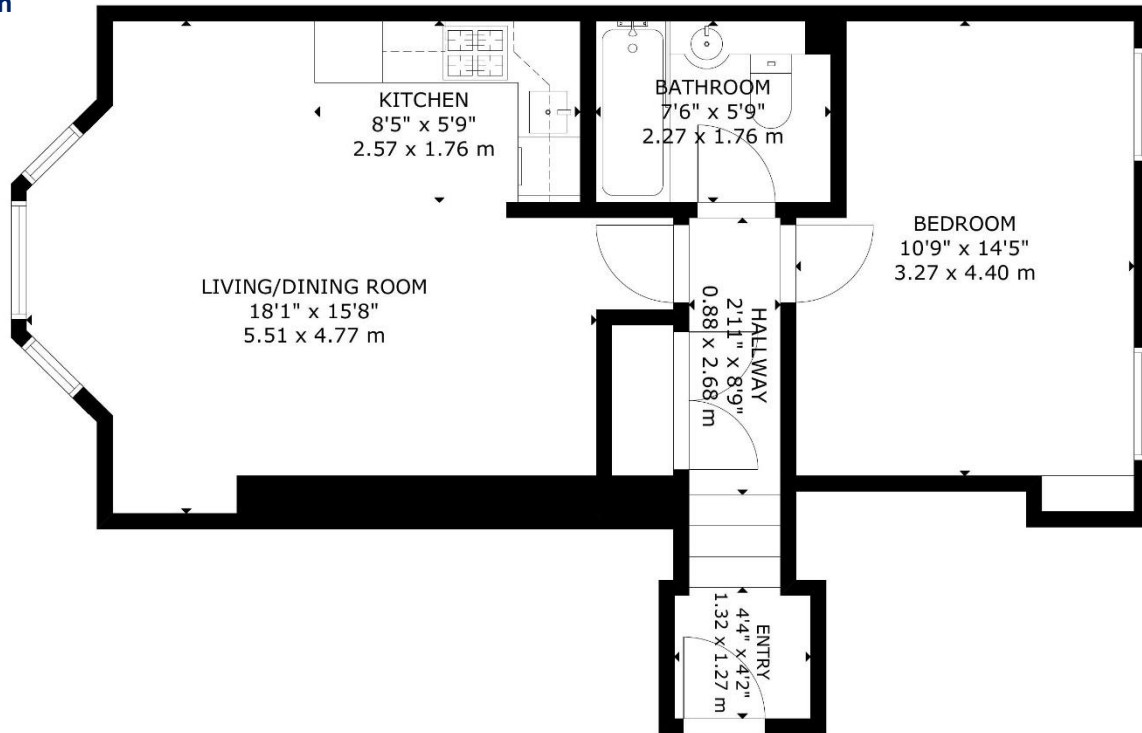 m
KITCHEN
8'5" x 5'9"
2.57 x 1.76 m
BATHROOM
7'6" x 5'9"
2.27 x 1.76 m
BEDROOM
10'9" x 14'5"
3.27 x 4.40 m
LIVING/DINING ROOM
18'1" x 15'8"
5.51 x 4.77 m
HALLWAY
2'11" x 8'9"
0.88 x 2.68 m
ENTRY
4'4" x 4'2"
1.32 x 1.27 m